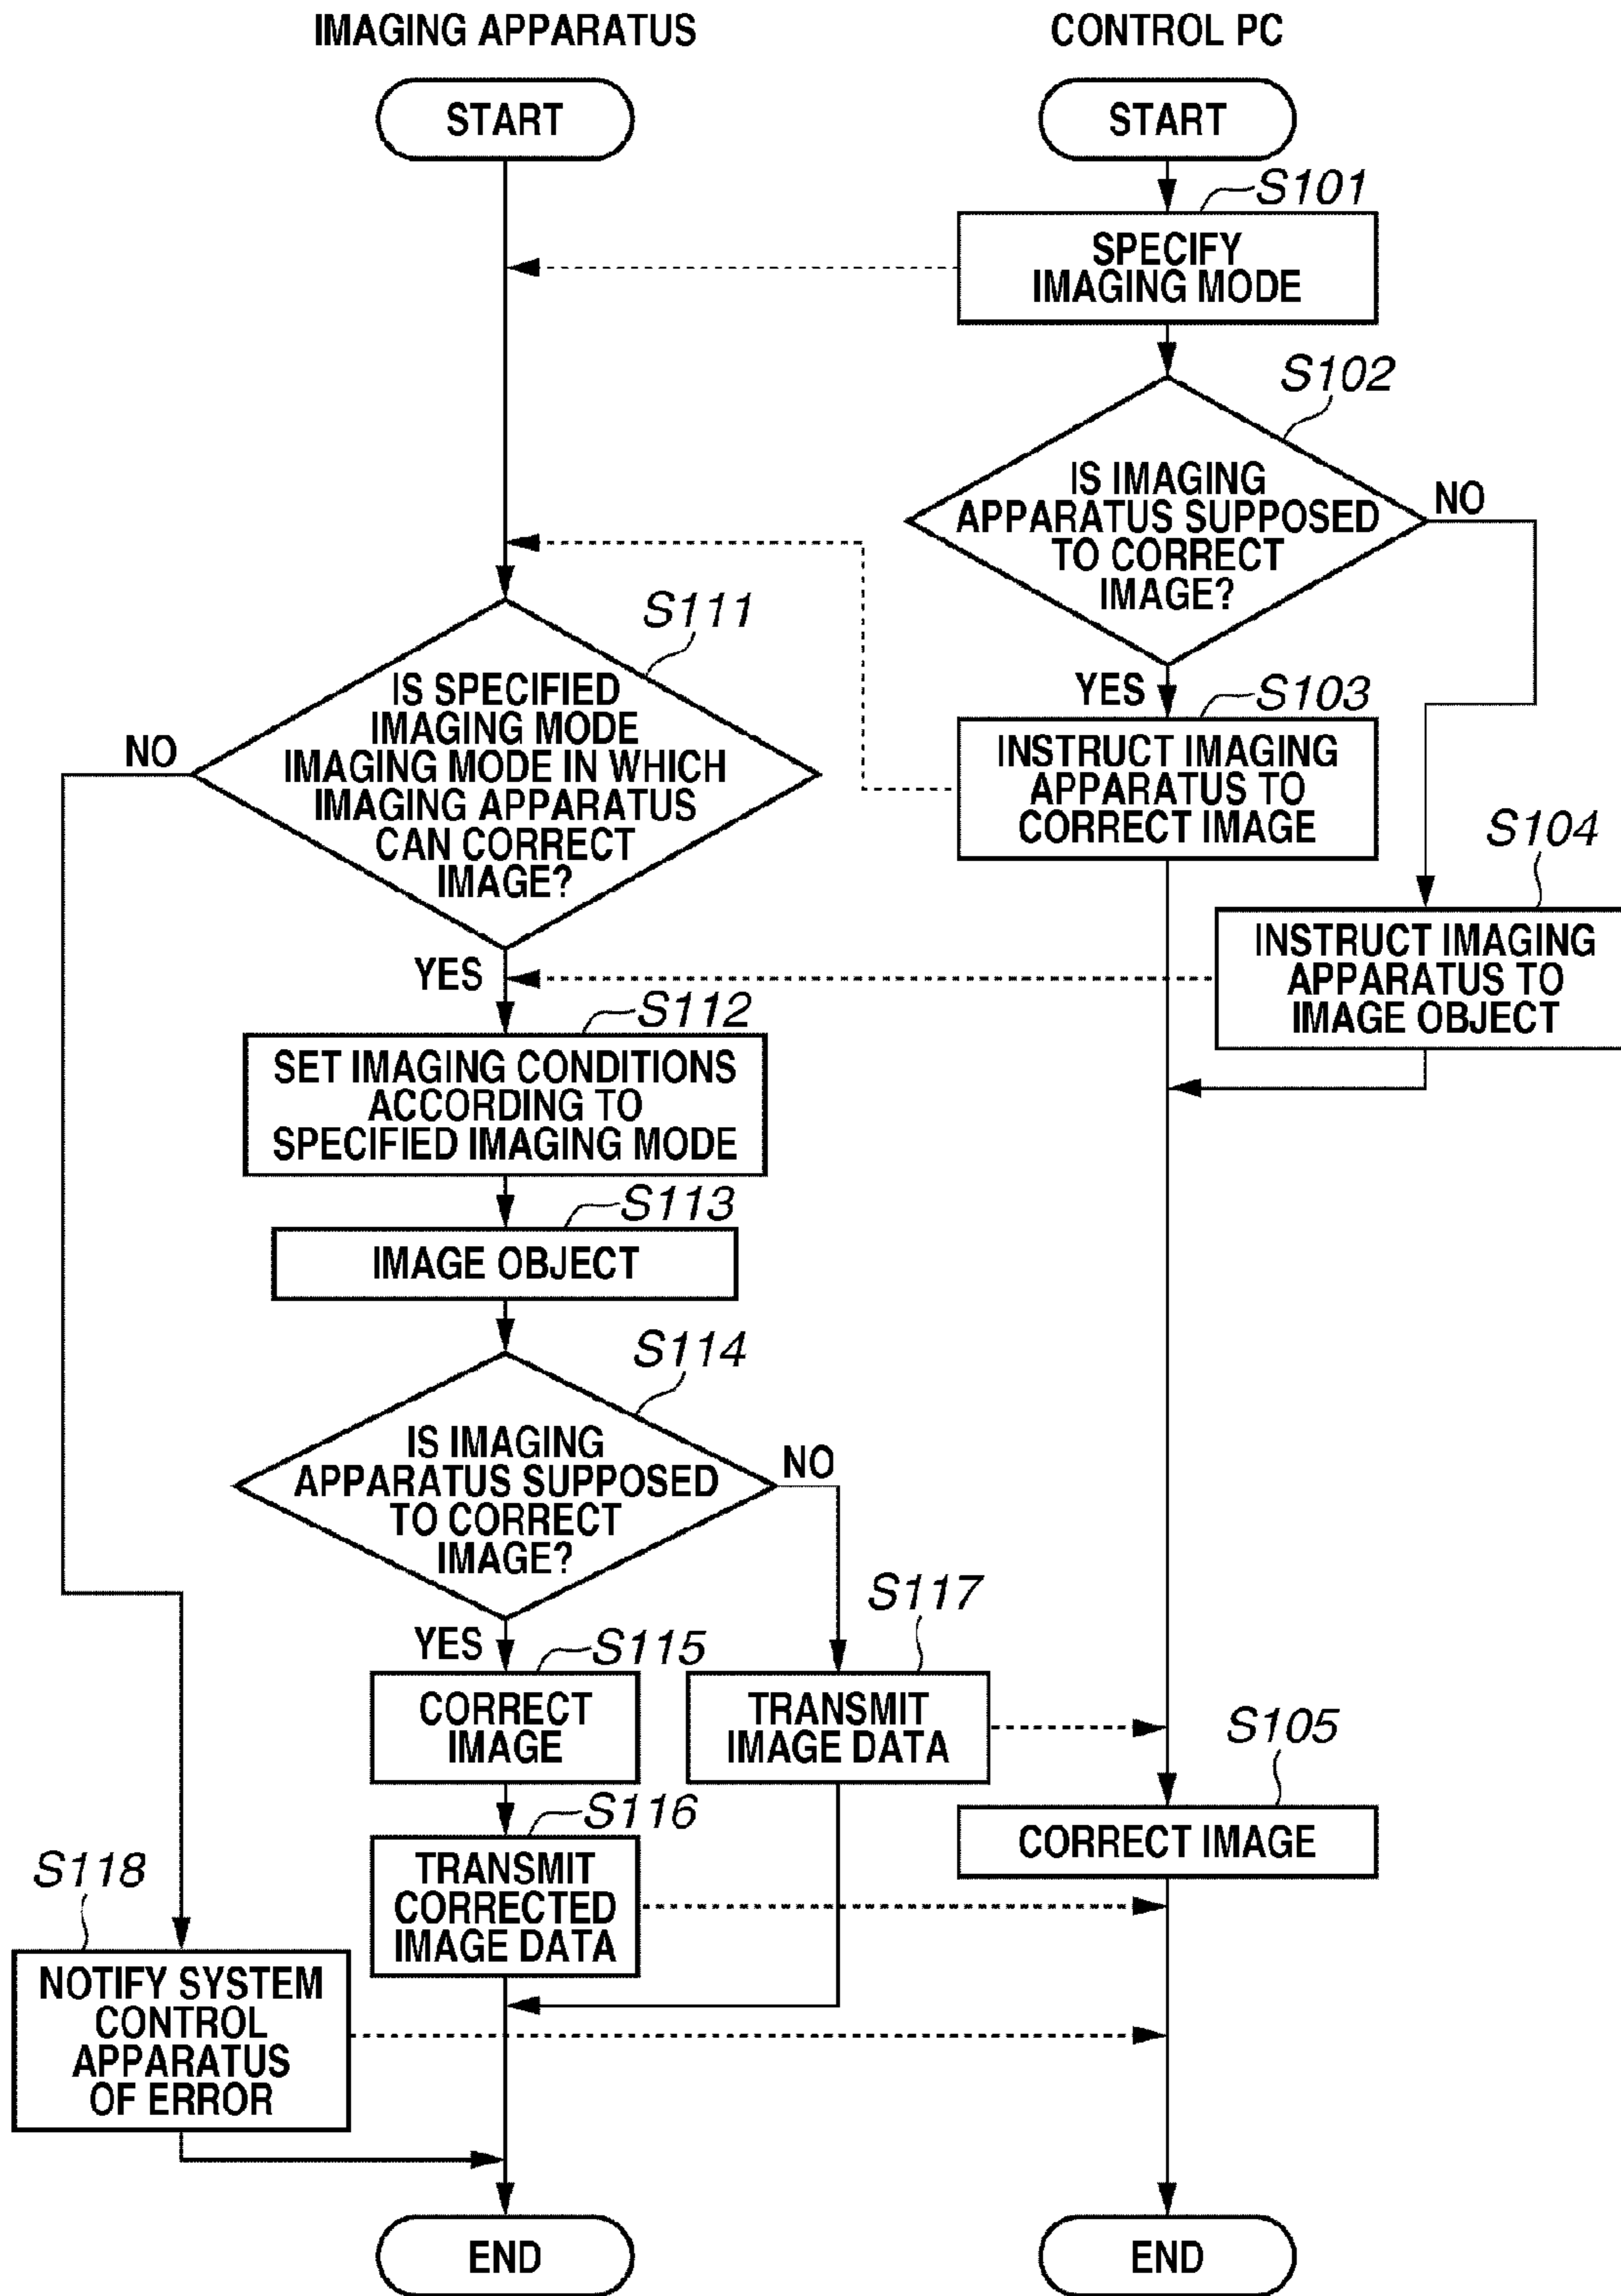 IMAGING APPARATUS
CONTROL PC
START
START
S101
SPECIFY
IMAGING MODE
S102
IS IMAGING
APPARATUS SUPPOSED
TO CORRECT
IMAGE?
NO
YES
S103
INSTRUCT IMAGING
APPARATUS TO
CORRECT IMAGE
S104
INSTRUCT IMAGING
APPARATUS TO
IMAGE OBJECT
S111
IS SPECIFIED
IMAGING MODE
IMAGING MODE IN WHICH
IMAGING APPARATUS
CAN CORRECT
IMAGE?
NO
YES
S112
SET IMAGING CONDITIONS
ACCORDING TO
SPECIFIED IMAGING MODE
S113
IMAGE OBJECT
S114
IS IMAGING
APPARATUS SUPPOSED
TO CORRECT
IMAGE?
NO
YES
S115
CORRECT
IMAGE
S117
TRANSMIT
IMAGE DATA
S105
CORRECT IMAGE
S116
TRANSMIT
CORRECTED
IMAGE DATA
S118
NOTIFY SYSTEM
CONTROL
APPARATUS
OF ERROR
END
END